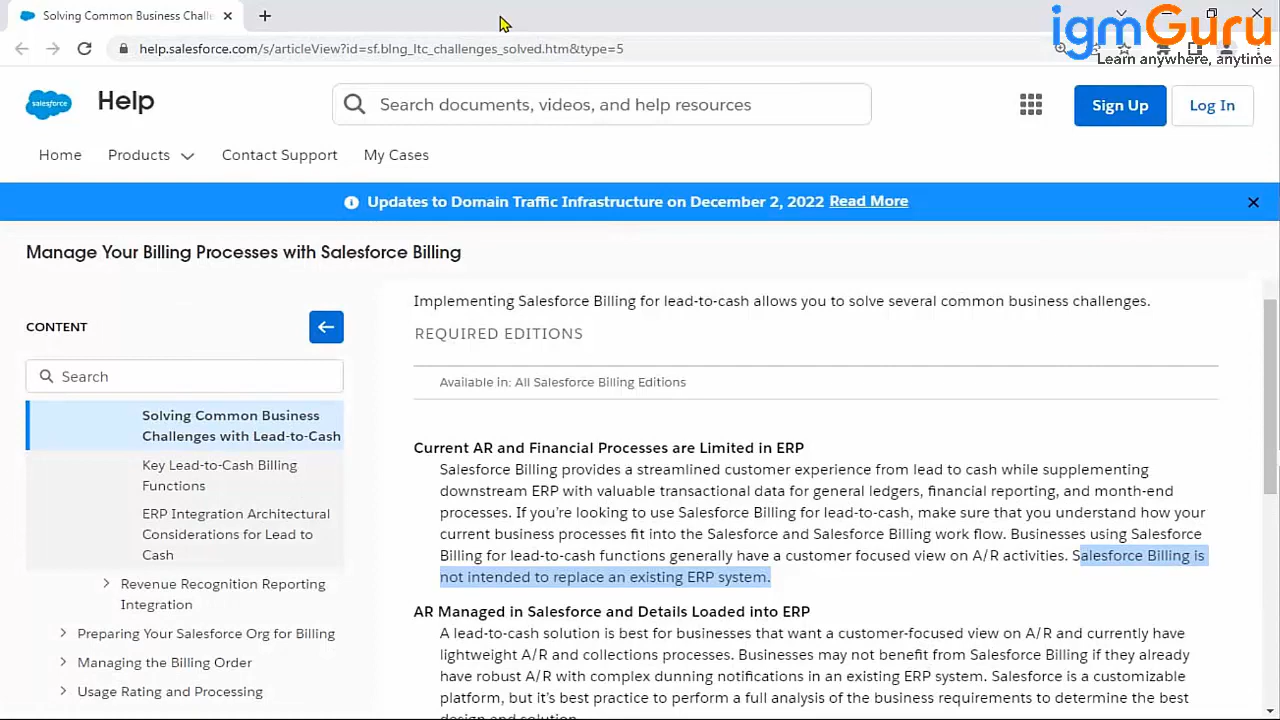 Solving Common Business Challe
igmGuru
Learn anywhere, anytime
help.salesforce.com/s/articleView?id=sf.blng_ltc_challenges_solved.htm&type=5
salesforce
Help
Search documents, videos, and help resources
Sign Up
Log In
Home
Products
Contact Support
My Cases
Updates to Domain Traffic Infrastructure on December 2, 2022 Read More
Manage Your Billing Processes with Salesforce Billing
CONTENT
Search
Solving Common Business
Challenges with Lead-to-Cash
Key Lead-to-Cash Billing
Functions
ERP Integration Architectural
Considerations for Lead to
Cash
Revenue Recognition Reporting
Integration
Preparing Your Salesforce Org for Billing
Managing the Billing Order
Usage Rating and Processing
Implementing Salesforce Billing for lead-to-cash allows you to solve several common business challenges.
REQUIRED EDITIONS
Available in: All Salesforce Billing Editions
Current AR and Financial Processes are Limited in ERP
Salesforce Billing provides a streamlined customer experience from lead to cash while supplementing
downstream ERP with valuable transactional data for general ledgers, financial reporting, and month-end
processes. If you’re looking to use Salesforce Billing for lead-to-cash, make sure that you understand how your
current business processes fit into the Salesforce and Salesforce Billing work flow. Businesses using Salesforce
Billing for lead-to-cash functions generally have a customer focused view on A/R activities. Salesforce Billing is
not intended to replace an existing ERP system.
AR Managed in Salesforce and Details Loaded into ERP
A lead-to-cash solution is best for businesses that want a customer-focused view on A/R and currently have
lightweight A/R and collections processes. Businesses may not benefit from Salesforce Billing if they already
have robust A/R with complex dunning notifications in an existing ERP system. Salesforce is a customizable
platform, but it’s best practice to perform a full analysis of the business requirements to determine the best
design and solution.